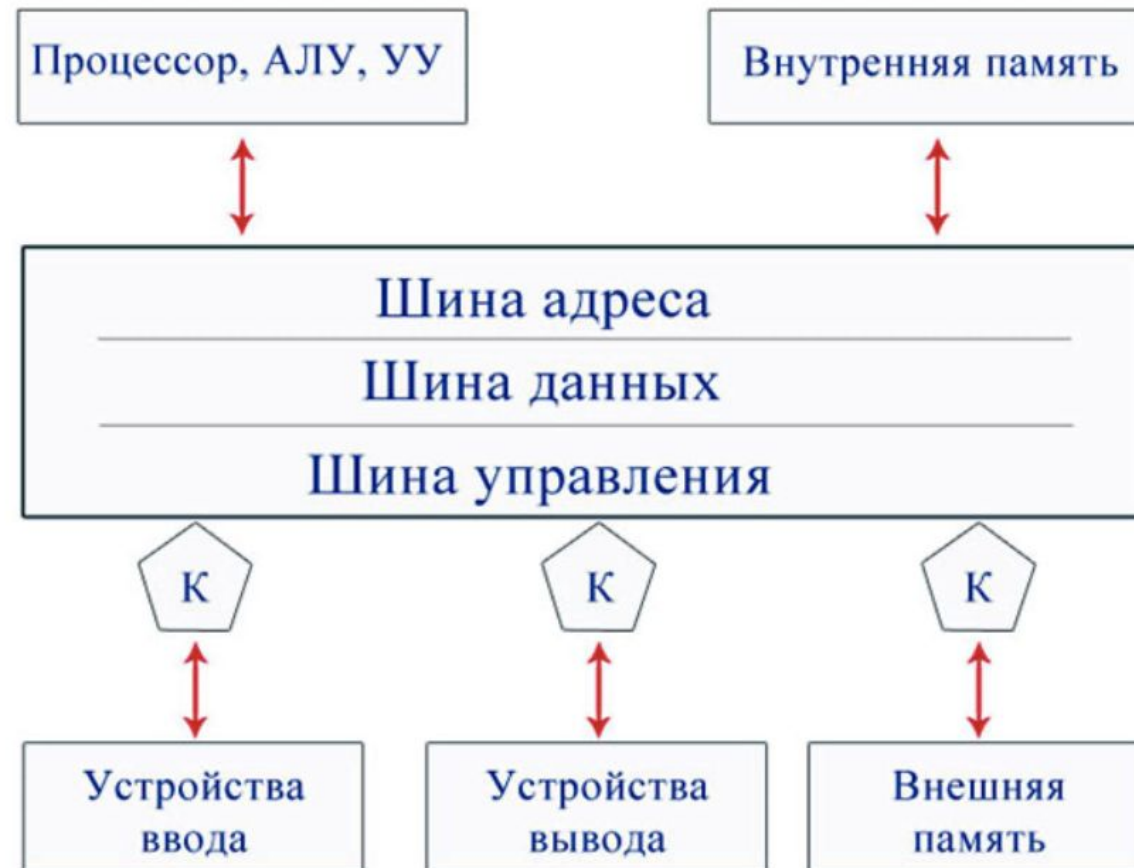 Процессор, АЛУ, УУ
Внутренняя память
Шина адреса
Шина данных
Шина управления
К
К
К
Устройства
ввода
Устройства
вывода
Внешняя
память